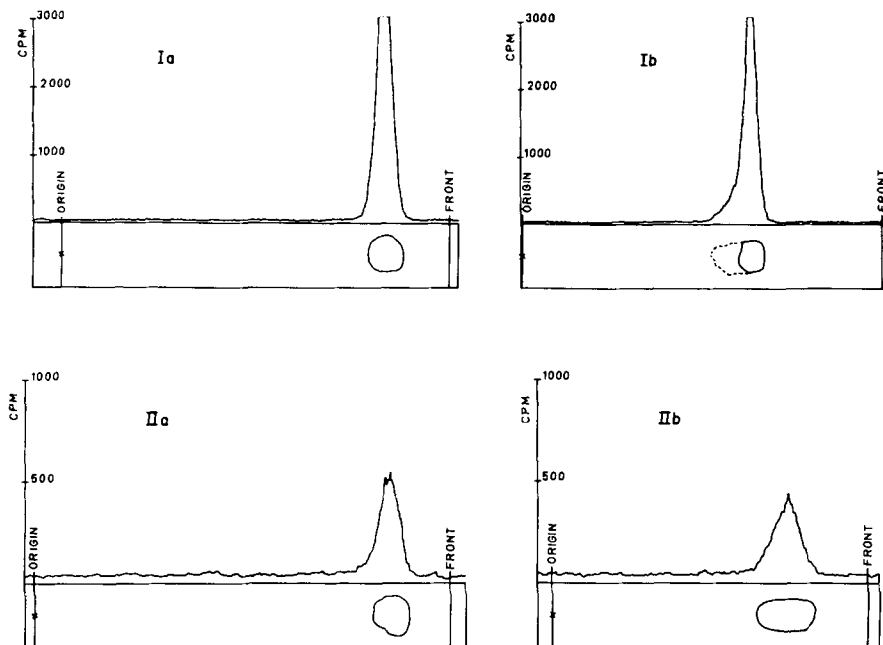 CPM
3000
2000
1000
Ia
ORIGIN
FRONT
CPM
3000
2000
1000
Ib
ORIGIN
FRONT
CPM
1000
500
IIa
ORIGIN
FRONT
CPM
1000
500
IIb
ORIGIN
FRONT